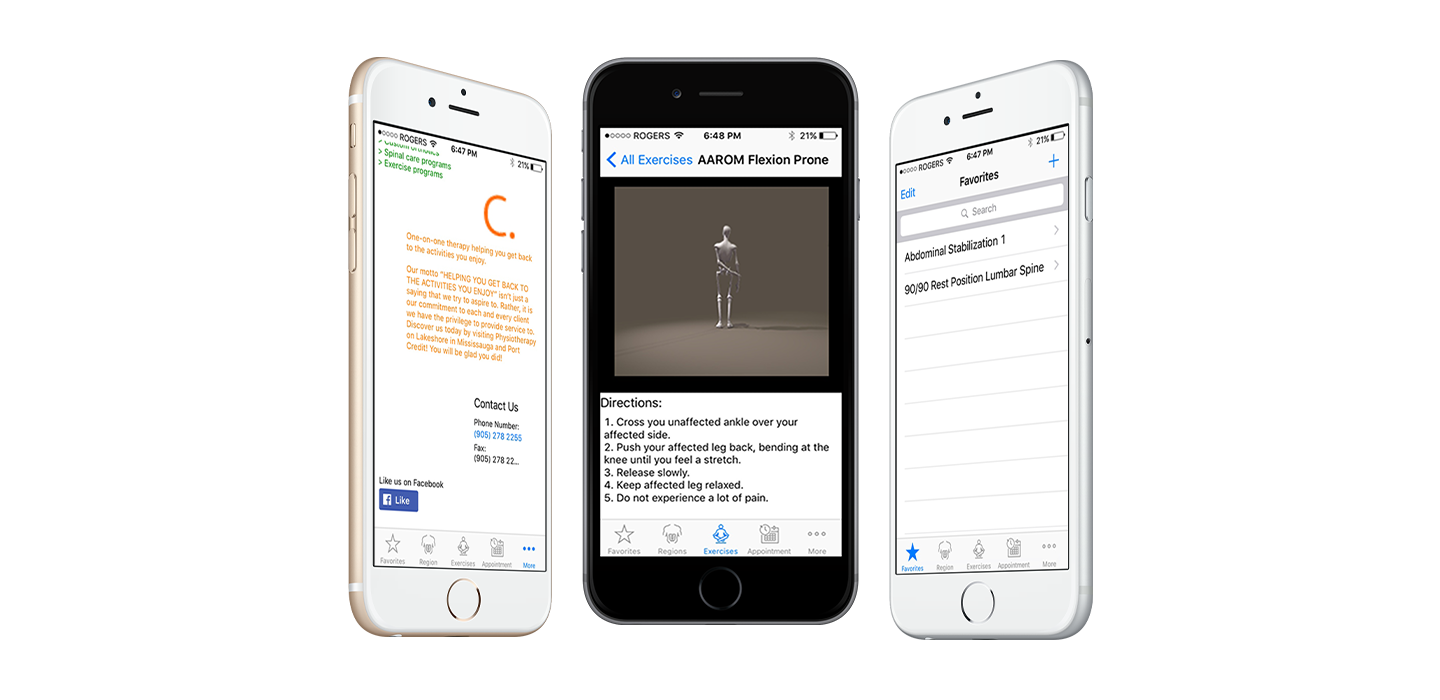 ●○○○○ ROGERS
6:47 PM
21%
> Custom orthotics
> Spinal care programs
> Exercise programs
C.
One-on-one therapy helping you get back
to the activities you enjoy.
Our motto "HELPING YOU GET BACK TO
THE ACTIVITIES YOU ENJOY" isn't just a
saying that we try to aspire to. Rather, it is
our commitment to each and every client
we have the privilege to provide service to.
Discover us today by visiting Physiotherapy
on Lakeshore in Mississauga and Port
Credit! You will be glad you did!
Contact Us
Phone Number:
(905) 278 2255
Fax:
(905) 278 22...
Like us on Facebook
f Like
Favorites
Region
Exercises
Appointment
More
●○○○○ ROGERS
6:48 PM
21%
All Exercises AAROM Flexion Prone
Directions:
1. Cross you unaffected ankle over your
affected side.
2. Push your affected leg back, bending at the
knee until you feel a stretch.
3. Release slowly.
4. Keep affected leg relaxed.
5. Do not experience a lot of pain.
Favorites
Regions
Exercises
Appointment
More
●○○○○ ROGERS
6:47 PM
21%
Edit
Favorites
+
Search
Abdominal Stabilization 1
90/90 Rest Position Lumbar Spine
Favorites
Region
Exercises
Appointment
More